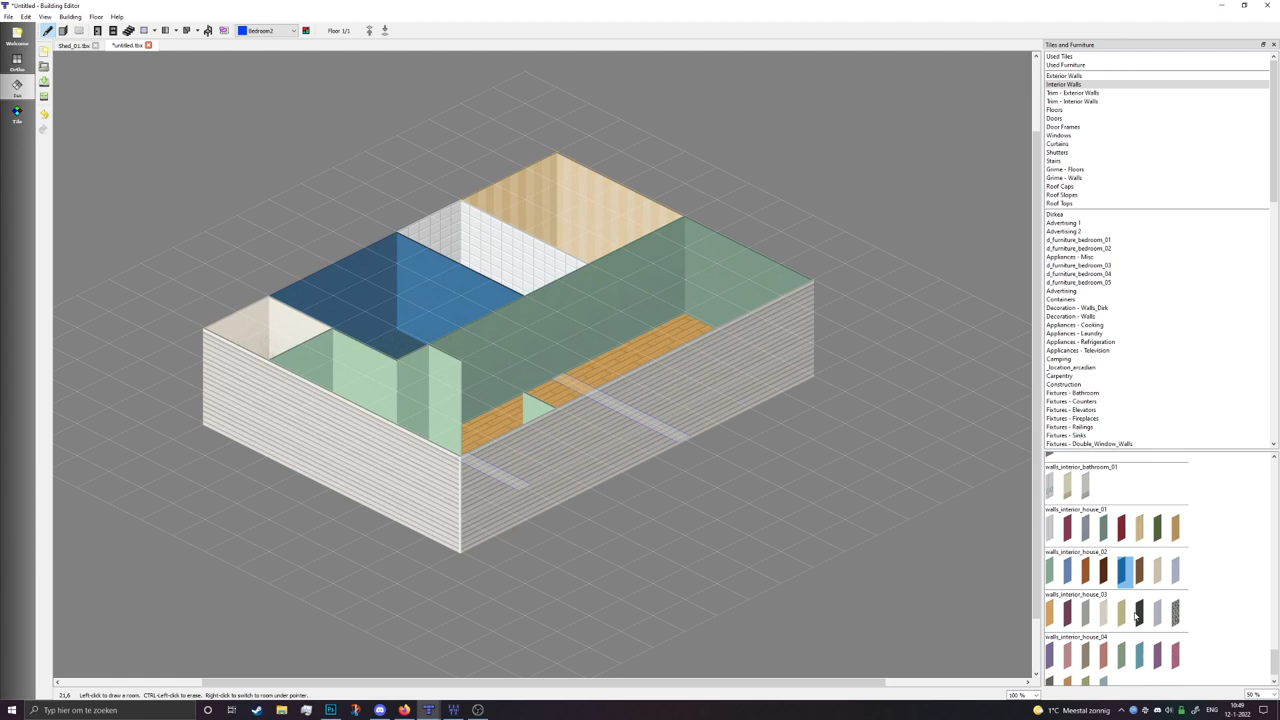 *Untitled - Building Editor
File Edit View Building Floor Help
Bedroom2
Floor 1/1
Welcome
Shed_01.tbx
*untitled.tbx
Ortho
Iso
Tile
Tiles and Furniture
Used Tiles
Used Furniture
Exterior Walls
Interior Walls
Trim - Exterior Walls
Trim - Interior Walls
Floors
Doors
Door Frames
Windows
Curtains
Shutters
Stairs
Grime - Floors
Grime - Walls
Roof Caps
Roof Slopes
Roof Tops
Dirkea
Advertising 1
Advertising 2
d_furniture_bedroom_01
d_furniture_bedroom_02
Appliances - Misc
d_furniture_bedroom_03
d_furniture_bedroom_04
d_furniture_bedroom_05
Advertising
Containers
Decoration - Walls_Dirk
Decoration - Walls
Appliances - Cooking
Appliances - Laundry
Appliances - Refrigeration
Applicances - Television
Camping
_location_arcadian
Carpentry
Construction
Fixtures - Bathroom
Fixtures - Counters
Fixtures - Elevators
Fixtures - Fireplaces
Fixtures - Railings
Fixtures - Sinks
Fixtures - Double_Window_Walls
walls_interior_bathroom_01
walls_interior_house_01
walls_interior_house_02
walls_interior_house_03
walls_interior_house_04
21,6 Left-click to draw a room. CTRL-Left-click to erase. Right-click to switch to room under pointer.
100 %
50 %
Typ hier om te zoeken
1°C Meestal zonnig
ENG
10:49
12-1-2022